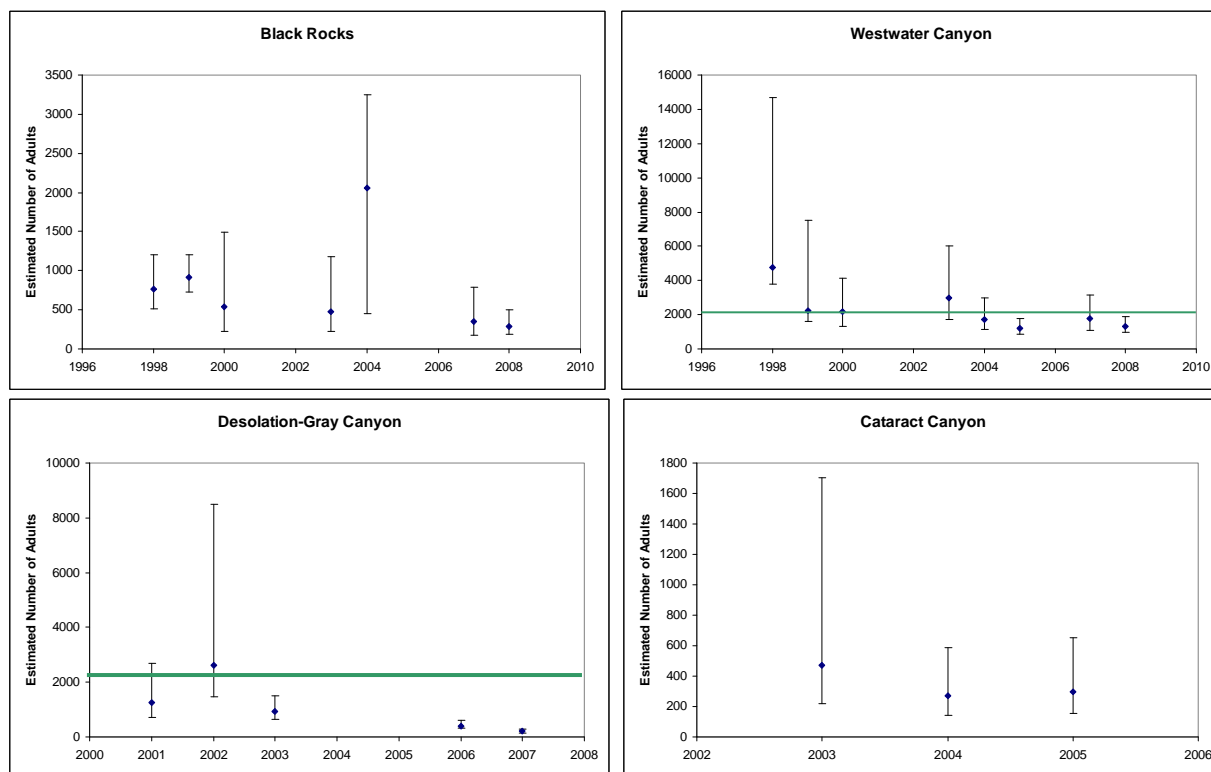 Black Rocks
Estimated Number of Adults
3500
3000
2500
2000
1500
1000
500
0
1996 1998 2000 2002 2004 2006 2008 2010
Westwater Canyon
Estimated Number of Adults
16000
14000
12000
10000
8000
6000
4000
2000
0
1996 1998 2000 2002 2004 2006 2008 2010
Desolation-Gray Canyon
Estimated Number of Adults
10000
8000
6000
4000
2000
0
2000 2001 2002 2003 2004 2005 2006 2007 2008
Cataract Canyon
Estimated Number of Adults
1800
1600
1400
1200
1000
800
600
400
200
0
2002 2003 2004 2005 2006